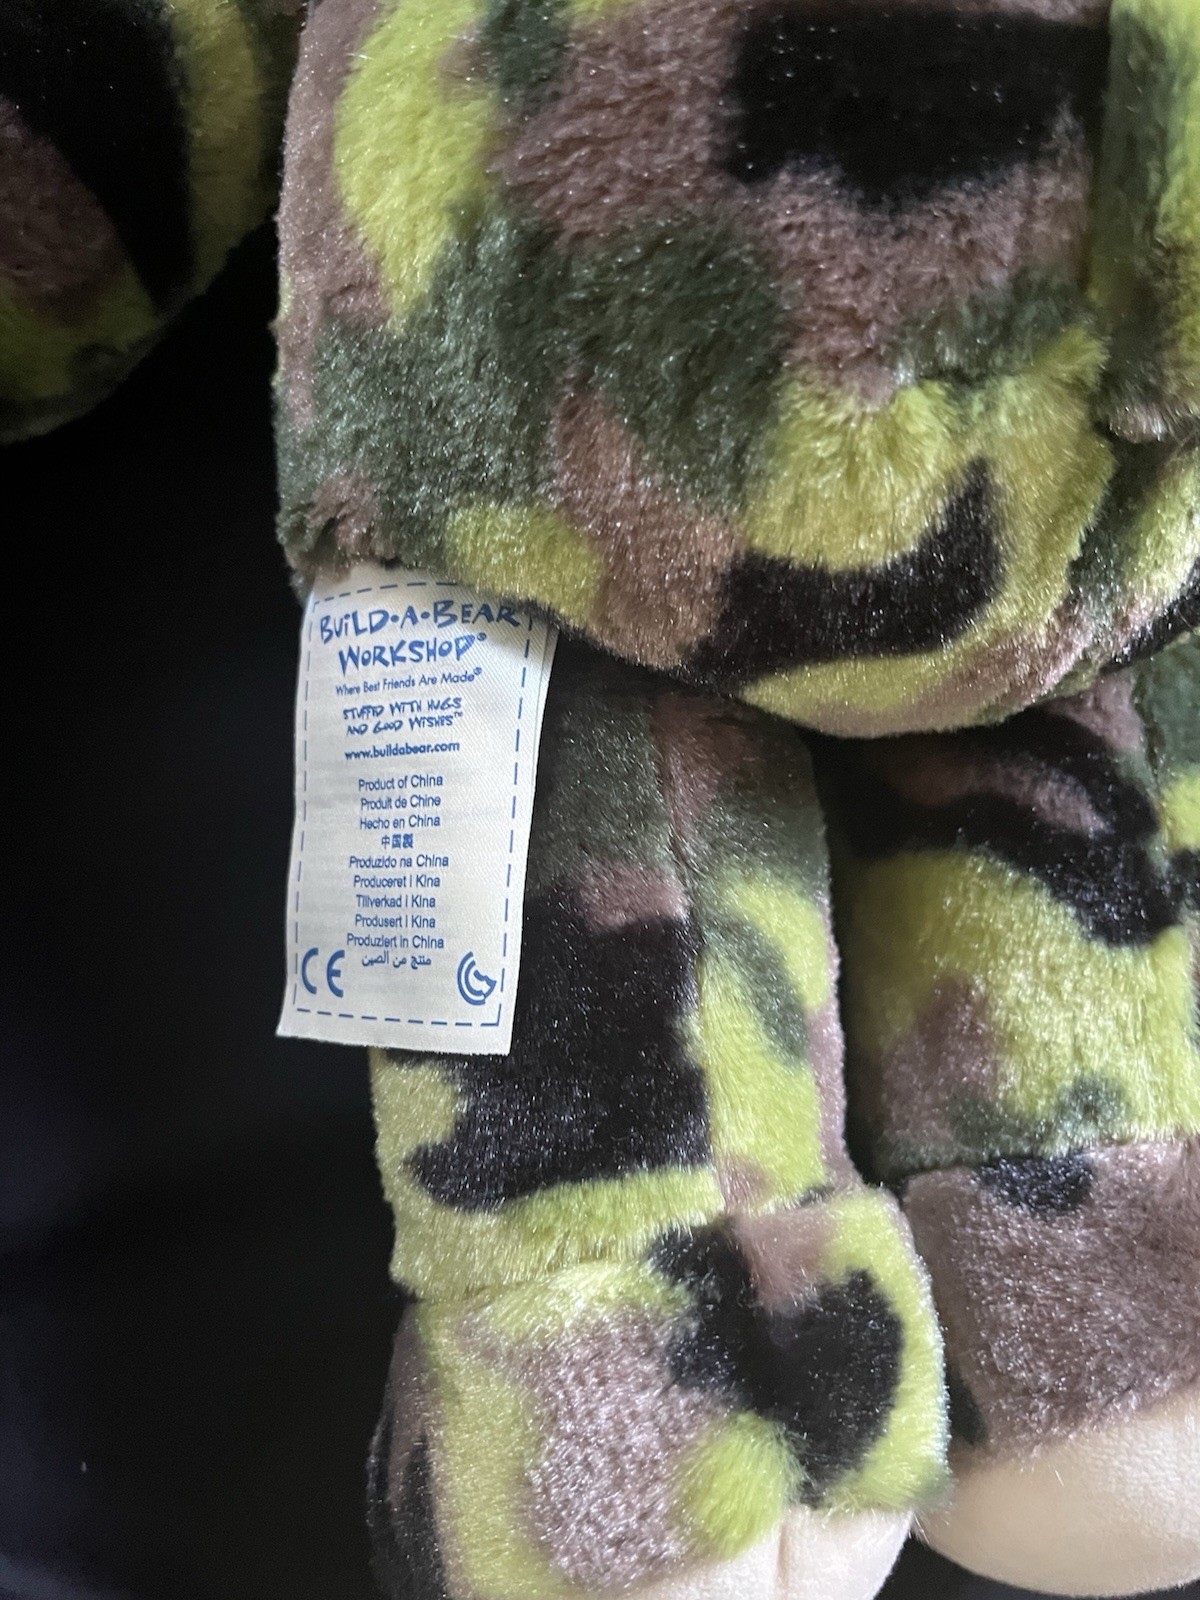 BUiLD•A•BEAR
WORKSHOP®
Where Best Friends Are Made®
STUFFED WITH HUGS
AND GOOD WISHES™
www.buildabear.com
Product of China
Produit de Chine
Hecho en China
中国製
Produzido na China
Produceret i Kina
Tillverkad i Kina
Produsert i Kina
Produziert in China
منتج من الصين
CE